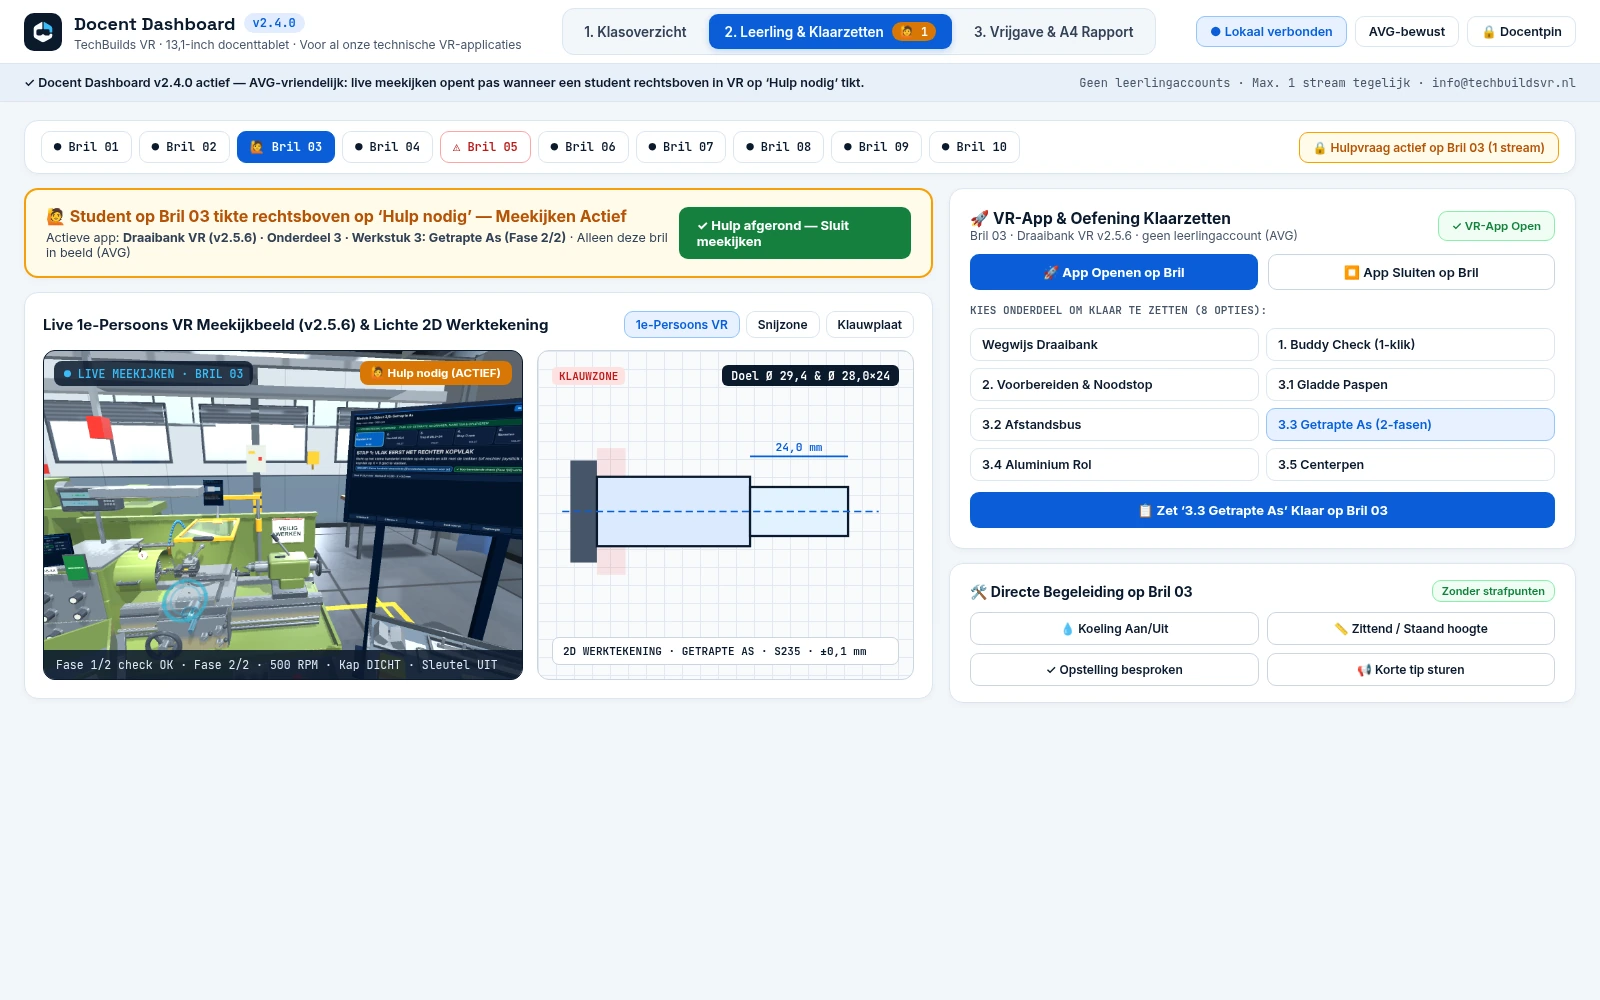 Docent Dashboard v2.4.0
TechBuilds VR · 13,1-inch docenttablet · Voor al onze technische VR-applicaties
1. Klasoverzicht
2. Leerling & Klaarzetten 🙋 1
3. Vrijgave & A4 Rapport
● Lokaal verbonden
AVG-bewust
🔒 Docentpin
✓ Docent Dashboard v2.4.0 actief — AVG-vriendelijk: live meekijken opent pas wanneer een student rechtsboven in VR op ‘Hulp nodig’ tikt.
Geen leerlingaccounts · Max. 1 stream tegelijk · info@techbuildsvr.nl
● Bril 01
● Bril 02
🙋 Bril 03
● Bril 04
⚠ Bril 05
● Bril 06
● Bril 07
● Bril 08
● Bril 09
● Bril 10
🔒 Hulpvraag actief op Bril 03 (1 stream)
🙋 Student op Bril 03 tikte rechtsboven op ‘Hulp nodig’ — Meekijken Actief
Actieve app: Draaibank VR (v2.5.6) · Onderdeel 3 · Werkstuk 3: Getrapte As (Fase 2/2) · Alleen deze bril
in beeld (AVG)
✓ Hulp afgerond — Sluit
meekijken
Live 1e-Persoons VR Meekijkbeeld (v2.5.6) & Lichte 2D Werktekening
1e-Persoons VR
Snijzone
Klauwplaat
● LIVE MEEKIJKEN · BRIL 03
🙋 Hulp nodig (ACTIEF)
STAP 1: VLAK EERST HET RECHTER KOPVLAK
VEILIG
WERKEN
Fase 1/2 check OK · Fase 2/2 · 500 RPM · Kap DICHT · Sleutel UIT
KLAUWZONE
Doel Ø 29,4 & Ø 28,0×24
24,0 mm
2D WERKTEKENING · GETRAPTE AS · S235 · ±0,1 mm
🚀 VR-App & Oefening Klaarzetten
Bril 03 · Draaibank VR v2.5.6 · geen leerlingaccount (AVG)
✓ VR-App Open
🚀 App Openen op Bril
⏹ App Sluiten op Bril
KIES ONDERDEEL OM KLAAR TE ZETTEN (8 OPTIES):
Wegwijs Draaibank
1. Buddy Check (1-klik)
2. Voorbereiden & Noodstop
3.1 Gladde Paspen
3.2 Afstandsbus
3.3 Getrapte As (2-fasen)
3.4 Aluminium Rol
3.5 Centerpen
📋 Zet ‘3.3 Getrapte As’ Klaar op Bril 03
🛠 Directe Begeleiding op Bril 03
Zonder strafpunten
💧 Koeling Aan/Uit
📏 Zittend / Staand hoogte
✓ Opstelling besproken
📢 Korte tip sturen